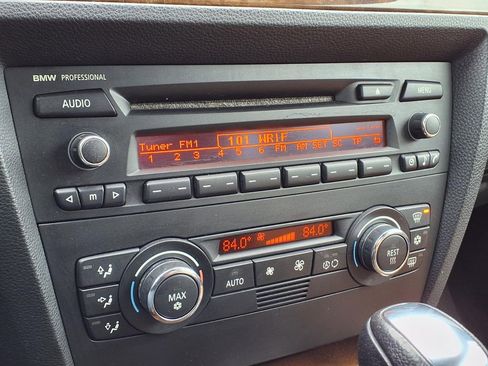 BMW PROFESSIONAL
AUDIO
MENU
Tuner FM1 101 WRIF
1 2 3 4 5 6 FM AM SET SC TP
m
84.0° 84.0°
MAX
AUTO
REST